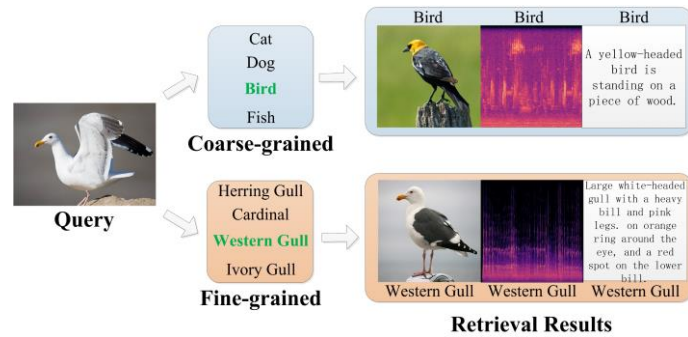 Cat
Dog
Bird
Fish
Coarse-grained
Query
Herring Gull
Cardinal
Western Gull
Ivory Gull
Fine-grained
Bird
Bird
Bird
A yellow-headed
bird is
standing on a
piece of wood.
Large white-headed
gull with a heavy
bill and pink
legs. on orange
ring around the
eye, and a red
spot on the lower
bill.
Western Gull
Western Gull
Western Gull
Retrieval Results